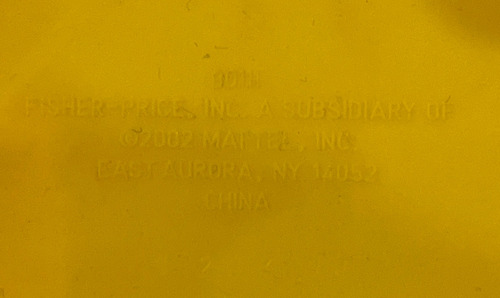 FISHER-PRICE, INC. A SUBSIDIARY OF
©2002 MATTEL, INC.
EAST AURORA, NY 14052
CHINA